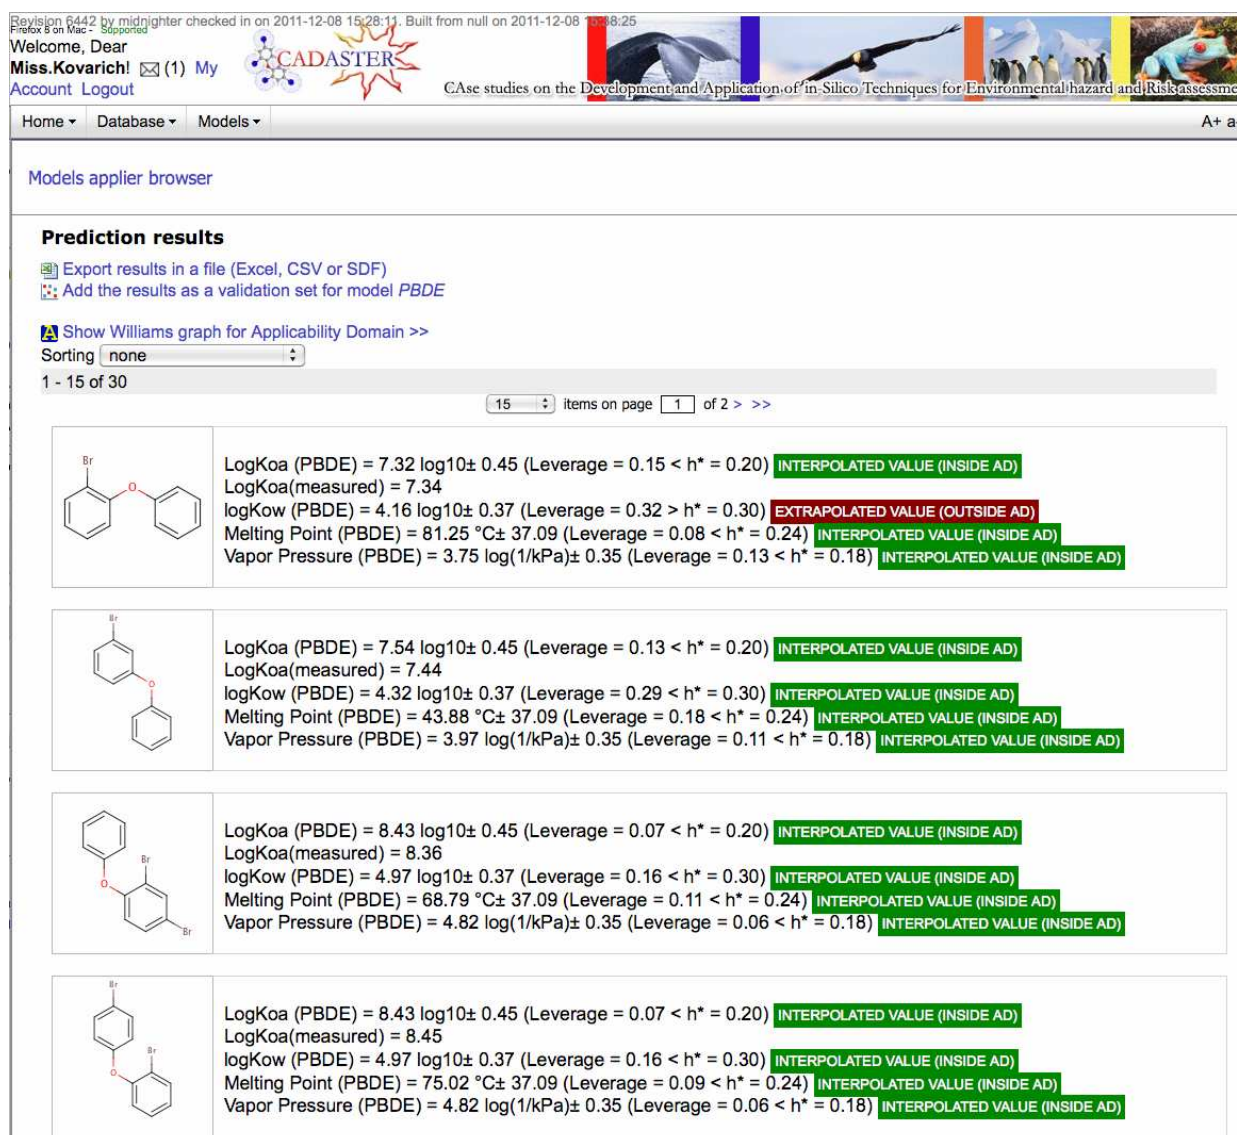 Revision 6442 by midnighter checked in on 2011-12-08 15:28:11. Built from null on 2011-12-08 15:38:25
Firefox 8 on Mac - Supported
Welcome, Dear
Miss.Kovarich! (1) My
Account Logout
CADASTER
CAse studies on the Development and Application of in-Silico Techniques for Environmental hazard and Risk assessme
Home Database Models A+ a-
Models applier browser
Prediction results
Export results in a file (Excel, CSV or SDF)
Add the results as a validation set for model PBDE
A Show Williams graph for Applicability Domain >>
Sorting none
1 - 15 of 30
15 items on page 1 of 2 > >>
Br
O
LogKoa (PBDE) = 7.32 log10± 0.45 (Leverage = 0.15 < h* = 0.20) INTERPOLATED VALUE (INSIDE AD)
LogKoa(measured) = 7.34
logKow (PBDE) = 4.16 log10± 0.37 (Leverage = 0.32 > h* = 0.30) EXTRAPOLATED VALUE (OUTSIDE AD)
Melting Point (PBDE) = 81.25 °C± 37.09 (Leverage = 0.08 < h* = 0.24) INTERPOLATED VALUE (INSIDE AD)
Vapor Pressure (PBDE) = 3.75 log(1/kPa)± 0.35 (Leverage = 0.13 < h* = 0.18) INTERPOLATED VALUE (INSIDE AD)
Br
O
LogKoa (PBDE) = 7.54 log10± 0.45 (Leverage = 0.13 < h* = 0.20) INTERPOLATED VALUE (INSIDE AD)
LogKoa(measured) = 7.44
logKow (PBDE) = 4.32 log10± 0.37 (Leverage = 0.29 < h* = 0.30) INTERPOLATED VALUE (INSIDE AD)
Melting Point (PBDE) = 43.88 °C± 37.09 (Leverage = 0.18 < h* = 0.24) INTERPOLATED VALUE (INSIDE AD)
Vapor Pressure (PBDE) = 3.97 log(1/kPa)± 0.35 (Leverage = 0.11 < h* = 0.18) INTERPOLATED VALUE (INSIDE AD)
Br
O
Br
LogKoa (PBDE) = 8.43 log10± 0.45 (Leverage = 0.07 < h* = 0.20) INTERPOLATED VALUE (INSIDE AD)
LogKoa(measured) = 8.36
logKow (PBDE) = 4.97 log10± 0.37 (Leverage = 0.16 < h* = 0.30) INTERPOLATED VALUE (INSIDE AD)
Melting Point (PBDE) = 68.79 °C± 37.09 (Leverage = 0.11 < h* = 0.24) INTERPOLATED VALUE (INSIDE AD)
Vapor Pressure (PBDE) = 4.82 log(1/kPa)± 0.35 (Leverage = 0.06 < h* = 0.18) INTERPOLATED VALUE (INSIDE AD)
Br
Br
O
LogKoa (PBDE) = 8.43 log10± 0.45 (Leverage = 0.07 < h* = 0.20) INTERPOLATED VALUE (INSIDE AD)
LogKoa(measured) = 8.45
logKow (PBDE) = 4.97 log10± 0.37 (Leverage = 0.16 < h* = 0.30) INTERPOLATED VALUE (INSIDE AD)
Melting Point (PBDE) = 75.02 °C± 37.09 (Leverage = 0.09 < h* = 0.24) INTERPOLATED VALUE (INSIDE AD)
Vapor Pressure (PBDE) = 4.82 log(1/kPa)± 0.35 (Leverage = 0.06 < h* = 0.18) INTERPOLATED VALUE (INSIDE AD)